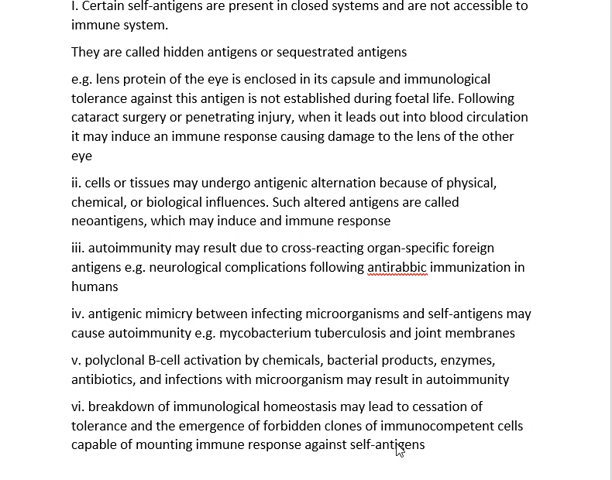 I. Certain self-antigens are present in closed systems and are not accessible to
immune system.
They are called hidden antigens or sequestrated antigens
e.g. lens protein of the eye is enclosed in its capsule and immunological
tolerance against this antigen is not established during foetal life. Following
cataract surgery or penetrating injury, when it leads out into blood circulation
it may induce an immune response causing damage to the lens of the other
eye
ii. cells or tissues may undergo antigenic alternation because of physical,
chemical, or biological influences. Such altered antigens are called
neoantigens, which may induce and immune response
iii. autoimmunity may result due to cross-reacting organ-specific foreign
antigens e.g. neurological complications following antirabbic immunization in
humans
iv. antigenic mimicry between infecting microorganisms and self-antigens may
cause autoimmunity e.g. mycobacterium tuberculosis and joint membranes
v. polyclonal B-cell activation by chemicals, bacterial products, enzymes,
antibiotics, and infections with microorganism may result in autoimmunity
vi. breakdown of immunological homeostasis may lead to cessation of
tolerance and the emergence of forbidden clones of immunocompetent cells
capable of mounting immune response against self-antigens